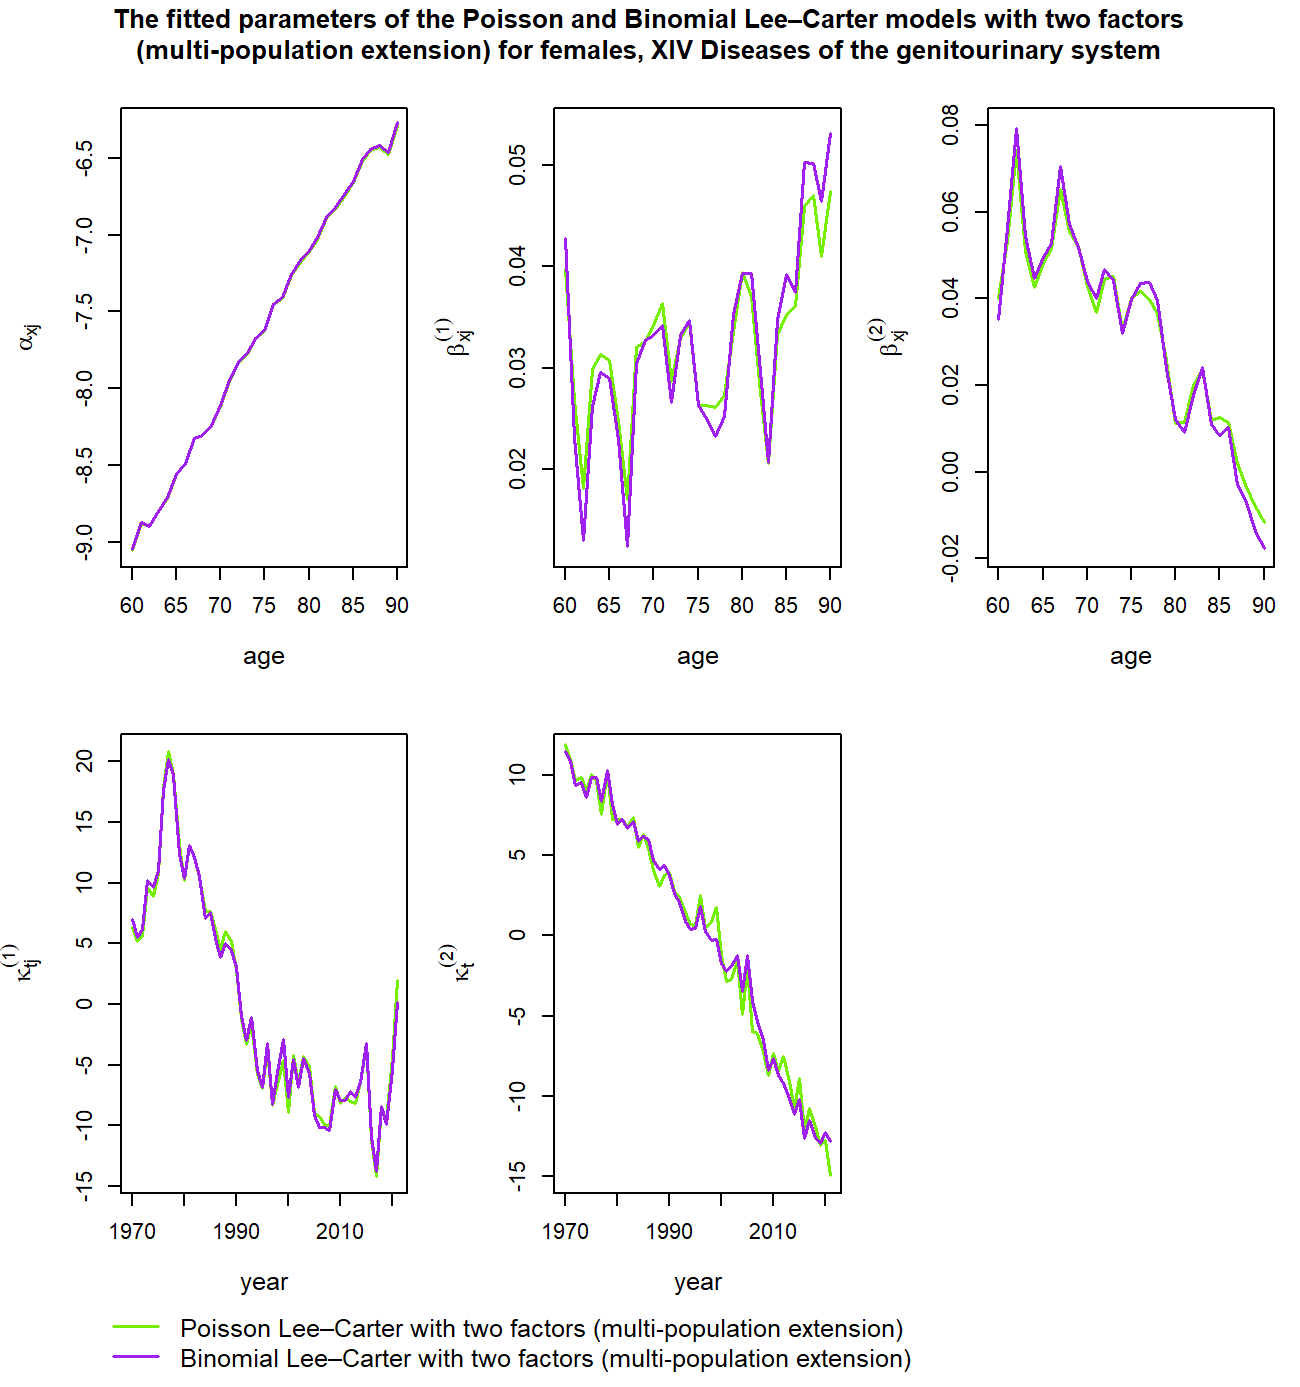 The fitted parameters of the Poisson and Binomial Lee–Carter models with two factors
(multi-population extension) for females, XIV Diseases of the genitourinary system
αxj
-6.5
-7.0
-7.5
-8.0
-8.5
-9.0
60 65 70 75 80 85 90
age
βxj(1)
0.05
0.04
0.03
0.02
60 65 70 75 80 85 90
age
βxj(2)
0.08
0.06
0.04
0.02
0.00
-0.02
60 65 70 75 80 85 90
age
κtj(1)
20
15
10
5
0
-5
-10
-15
1970 1990 2010
year
κt(2)
10
5
0
-5
-10
-15
1970 1990 2010
year
Poisson Lee–Carter with two factors (multi-population extension)
Binomial Lee–Carter with two factors (multi-population extension)